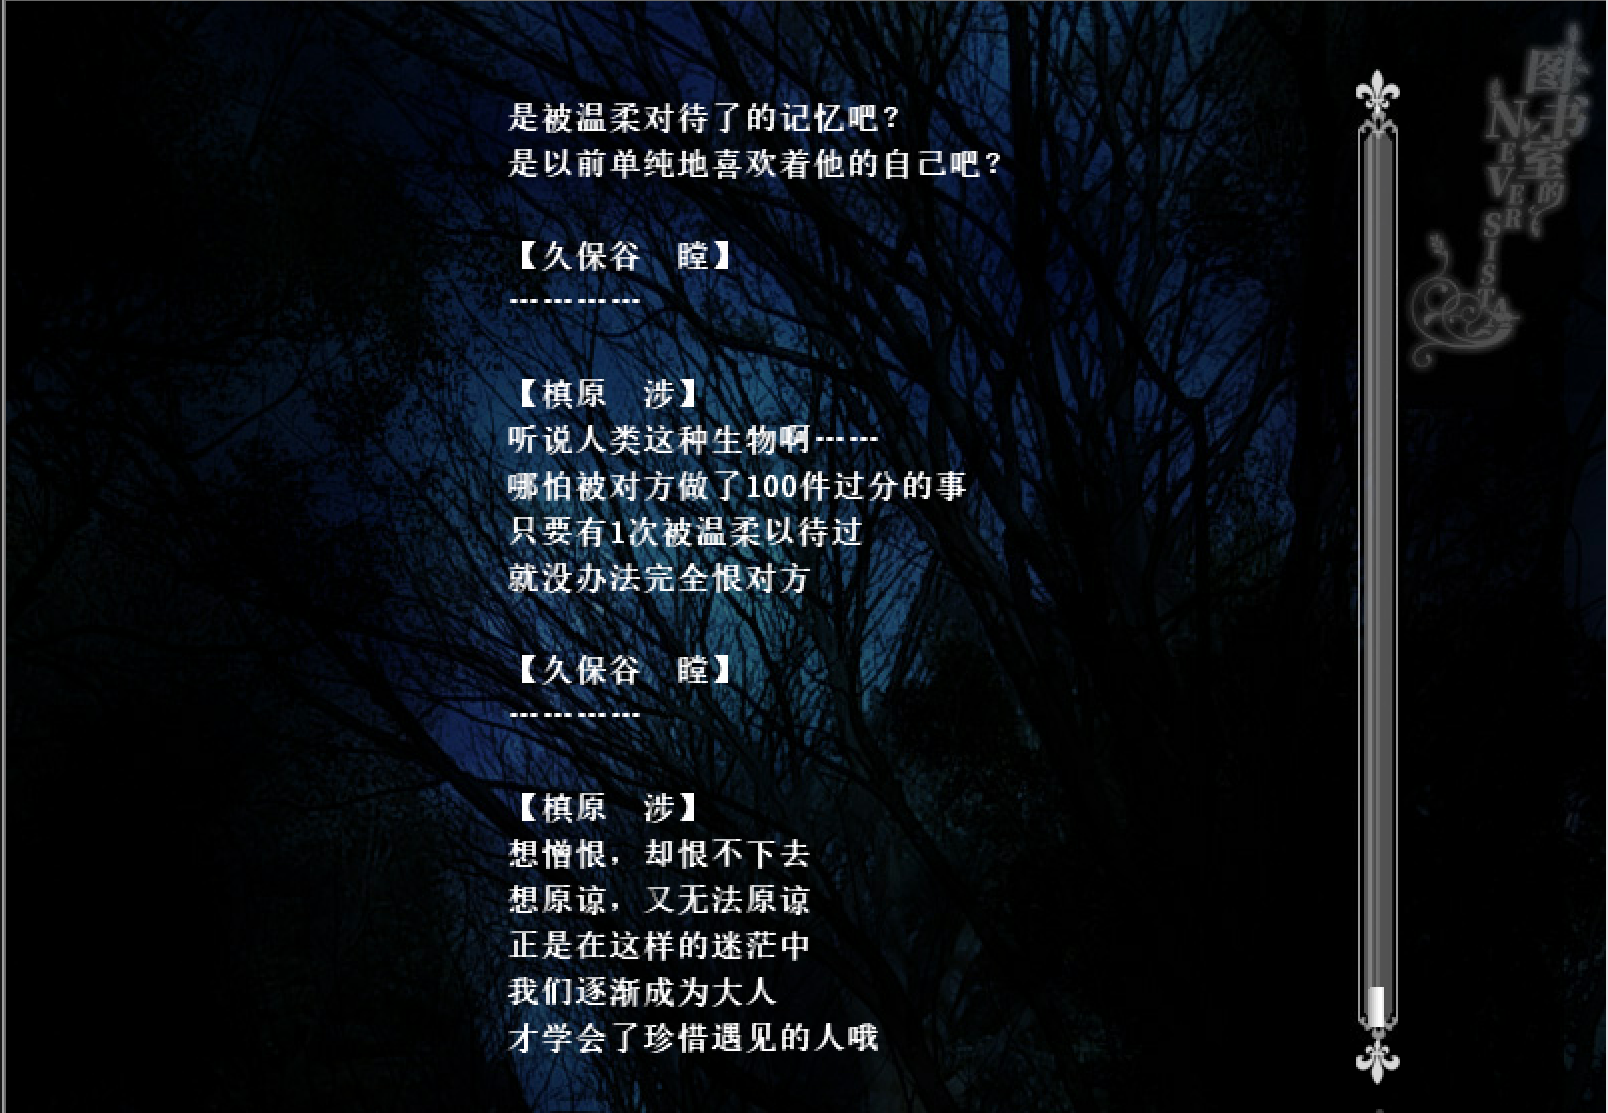 是被温柔对待了的记忆吧？
是以前单纯地喜欢着他的自己吧？
【久保谷　瞠】
…………
【槙原　涉】
听说人类这种生物啊……
哪怕被对方做了100件过分的事
只要有1次被温柔以待过
就没办法完全恨对方
【久保谷　瞠】
…………
【槙原　涉】
想憎恨，却恨不下去
想原谅，又无法原谅
正是在这样的迷茫中
我们逐渐成为大人
才学会了珍惜遇见的人哦
图书室的
NEVER SISTA